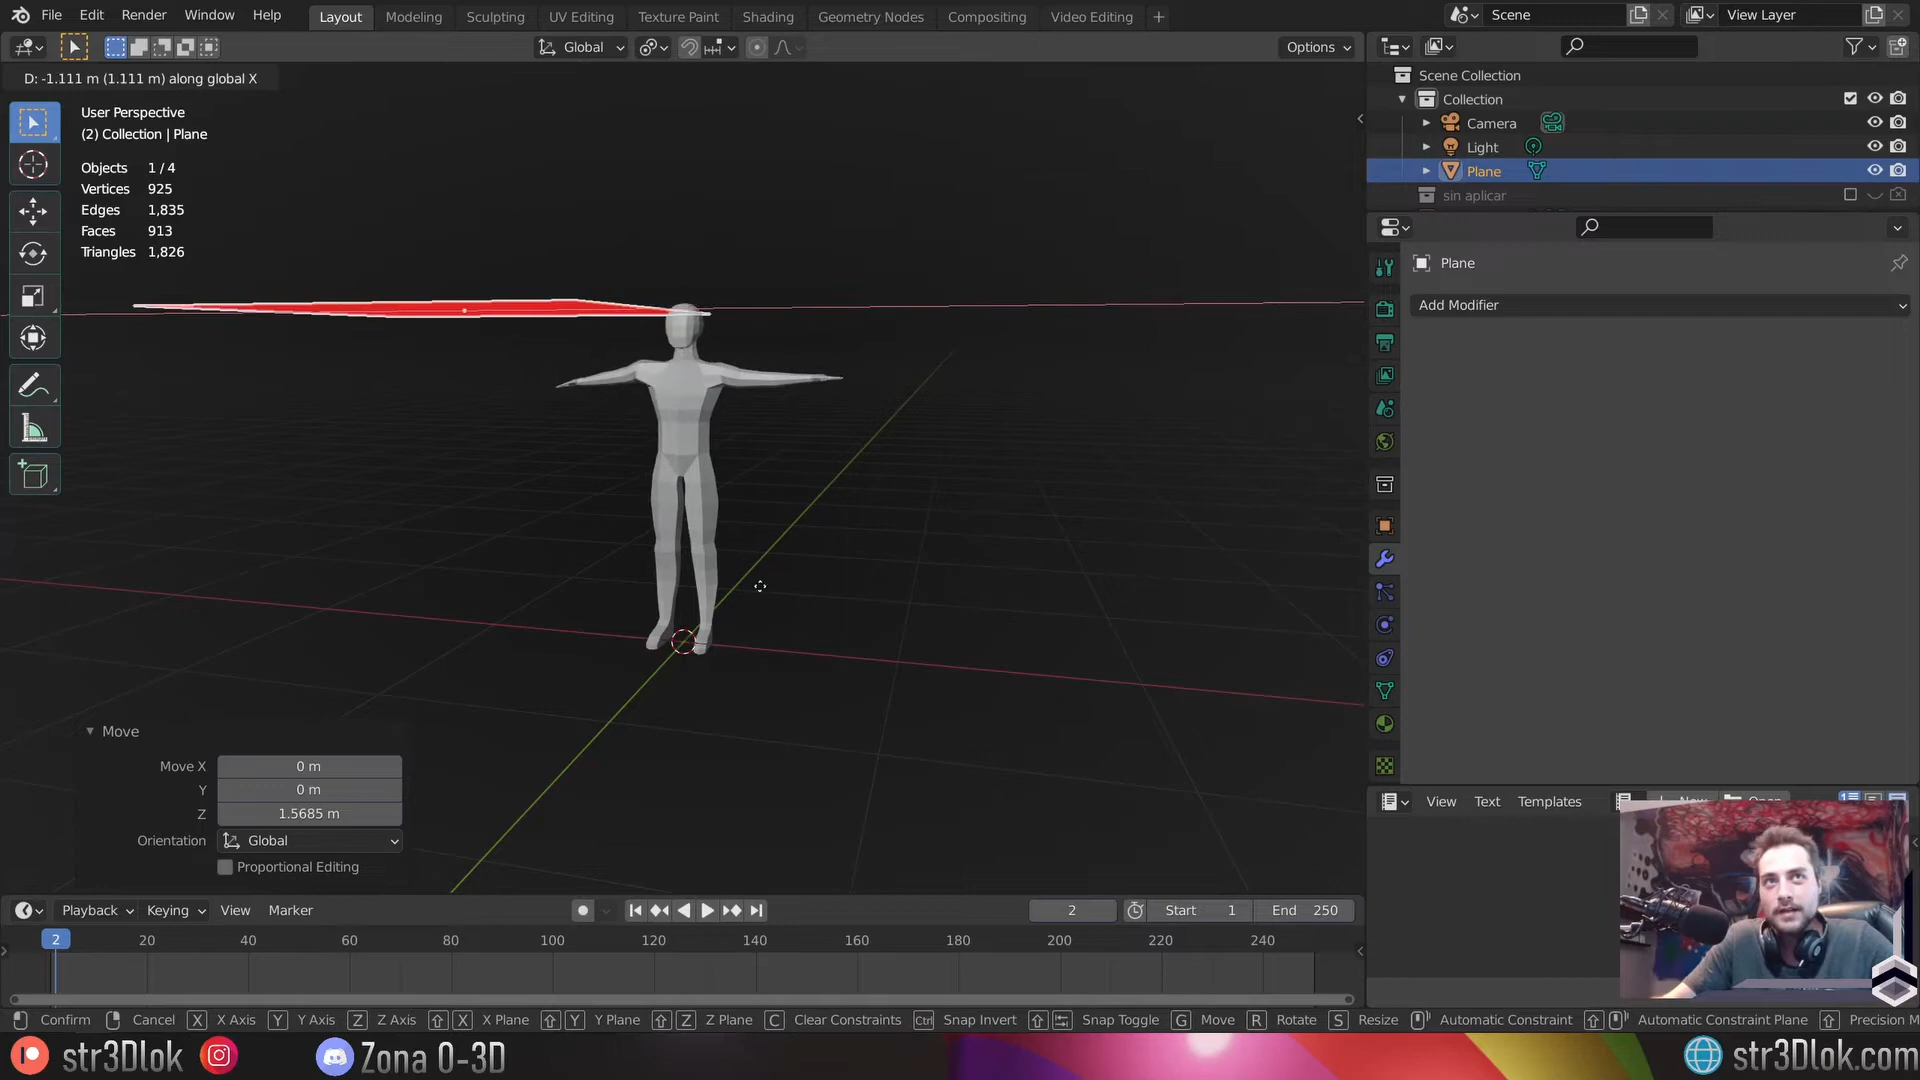 File Edit Render Window Help Layout Modeling Sculpting UV Editing Texture Paint Shading Geometry Nodes Compositing Video Editing + Scene View Layer
Global Options
D: -1.111 m (1.111 m) along global X
User Perspective
(2) Collection | Plane
Objects 1 / 4
Vertices 925
Edges 1,835
Faces 913
Triangles 1,826
Scene Collection
Collection
Camera
Light
Plane
sin aplicar
Plane
Add Modifier
Move
Move X 0 m
Y 0 m
Z 1.5685 m
Orientation Global
Proportional Editing
View Text Templates
Playback Keying View Marker 2 Start 1 End 250
2 20 40 60 80 100 120 140 160 180 200 220 240
Confirm Cancel X X Axis Y Y Axis Z Z Axis X X Plane Y Y Plane Z Z Plane C Clear Constraints Ctrl Snap Invert Snap Toggle G Move R Rotate S Resize Automatic Constraint Automatic Constraint Plane Precision M
str3Dlok Zona 0-3D str3Dlok.com